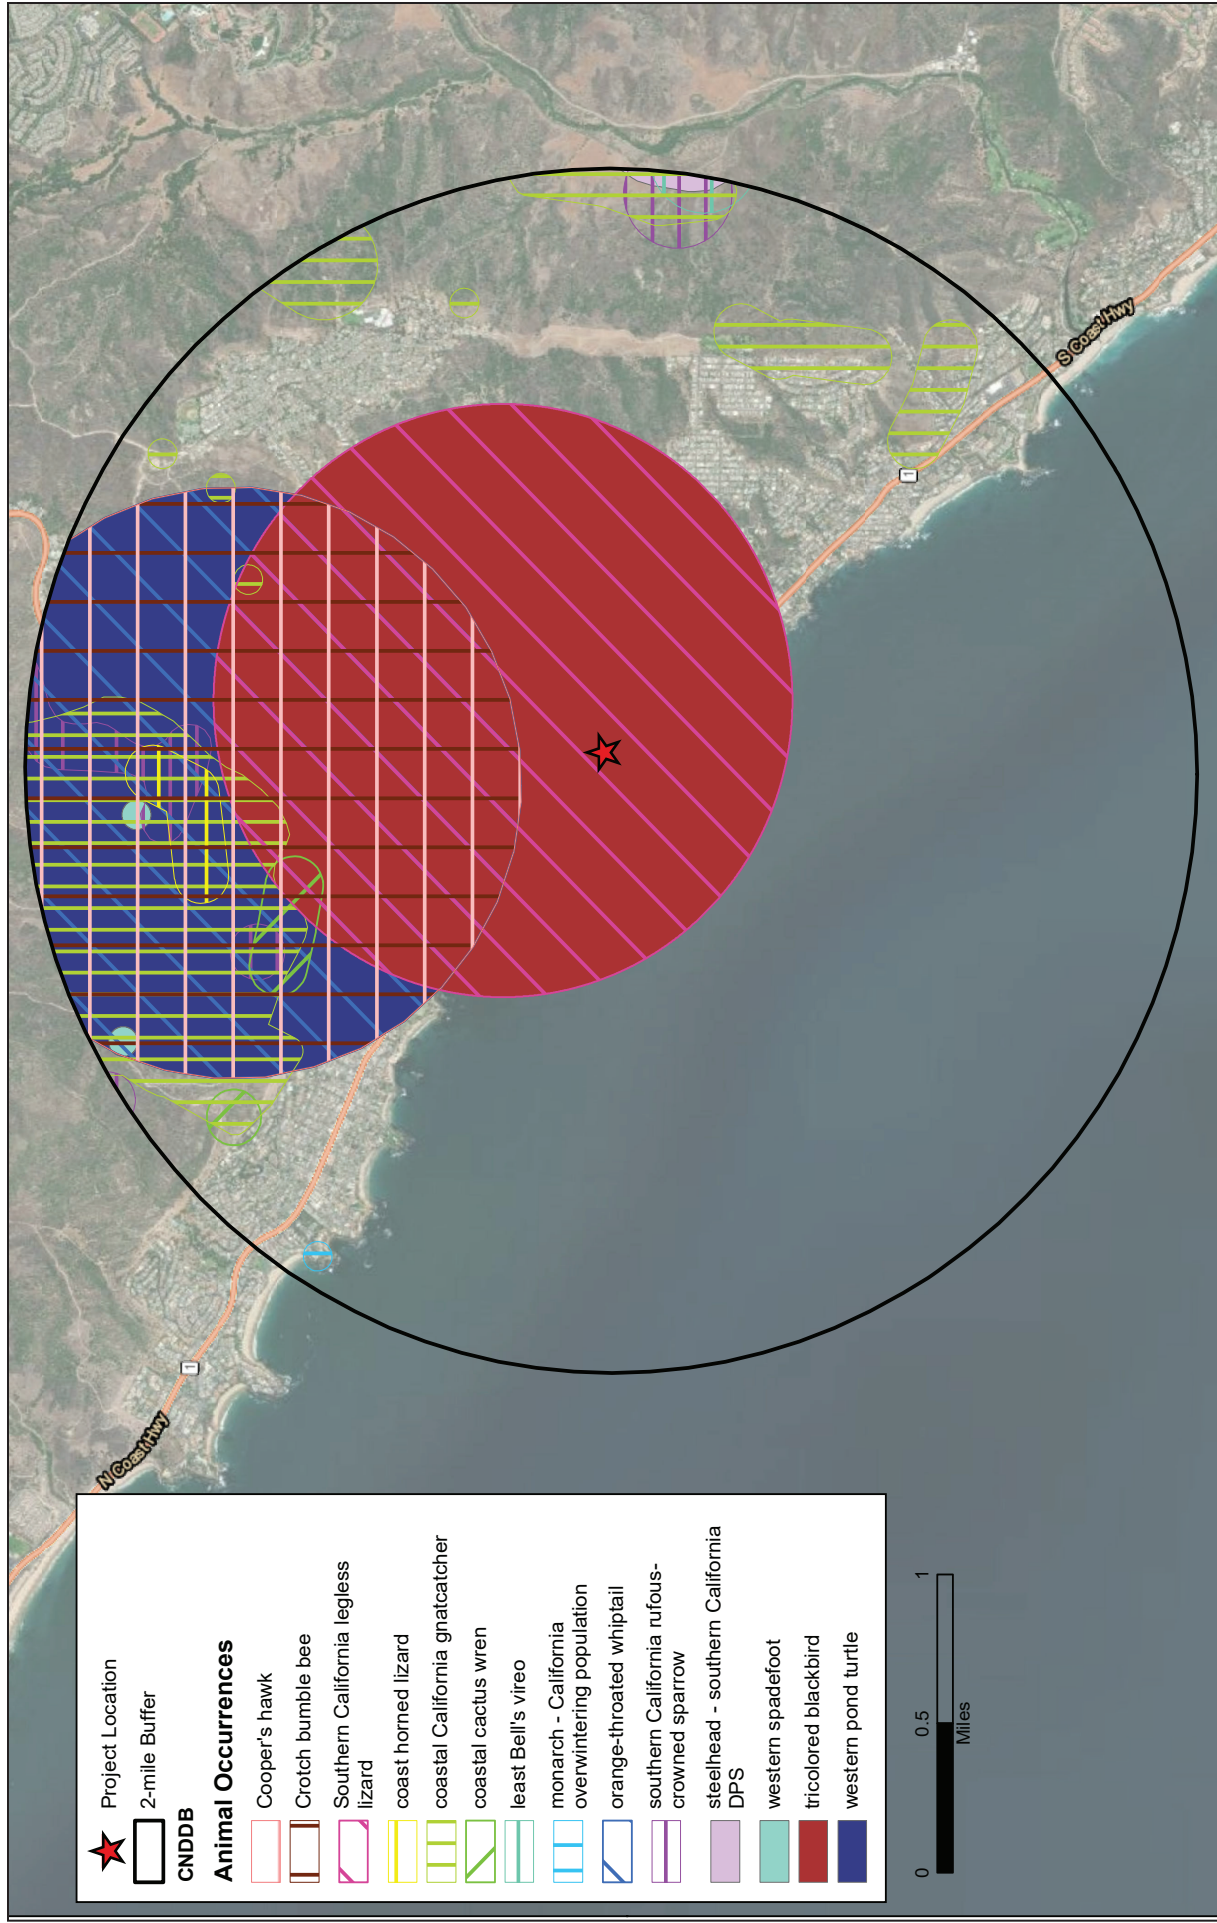 Project Location
2-mile Buffer
CNDDB
Animal Occurrences
Cooper's hawk
Crotch bumble bee
Southern California legless
lizard
coast horned lizard
coastal California gnatcatcher
coastal cactus wren
least Bell's vireo
monarch - California
overwintering population
orange-throated whiptail
southern California rufous-
crowned sparrow
steelhead - southern California
DPS
western spadefoot
tricolored blackbird
western pond turtle
0 0.5 1
Miles
N Coast Hwy
1
1
S Coast Hwy